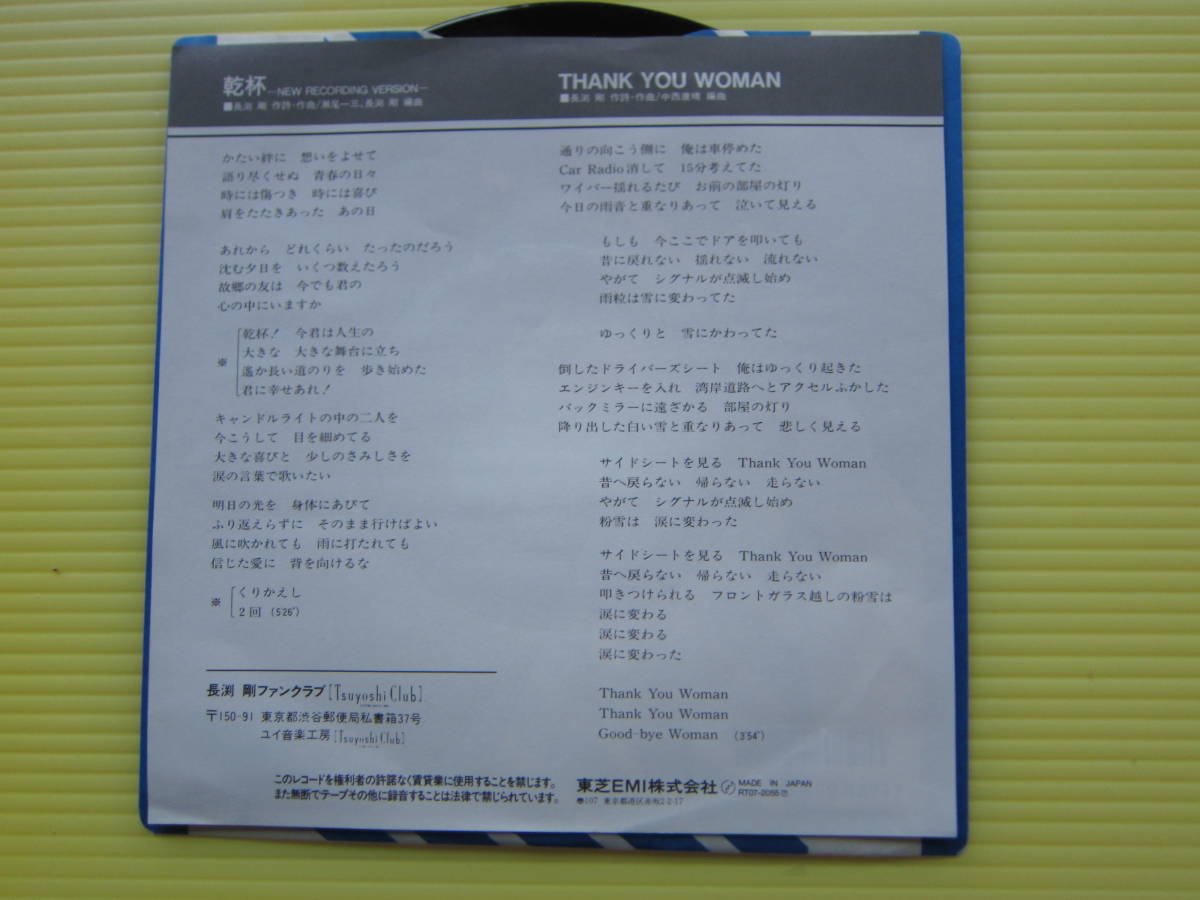 乾杯 —NEW RECORDING VERSION—
■長渕 剛 作詩・作曲/瀬尾一三、長渕 剛 編曲
かたい絆に 想いをよせて
語り尽くせぬ 青春の日々
時には傷つき 時には喜び
肩をたたきあった あの日
あれから どれくらい たったのだろう
沈む夕日を いくつ数えたろう
故郷の友は 今でも君の
心の中にいますか
※
乾杯! 今君は人生の
大きな 大きな舞台に立ち
遙か長い道のりを 歩き始めた
君に幸せあれ!
キャンドルライトの中の二人を
今こうして 目を細めてる
大きな喜びと 少しのさみしさを
涙の言葉で歌いたい
明日の光を 身体にあびて
ふり返えらずに そのまま行けばよい
風に吹かれても 雨に打たれても
信じた愛に 背を向けるな
※
くりかえし
2回 (5'26")
長渕 剛ファンクラブ [Tsuyoshi Club]
〒150-91 東京都渋谷郵便局私書箱37号
ユイ音楽工房 [Tsuyoshi Club]
THANK YOU WOMAN
■長渕 剛 作詩・作曲/中西康晴 編曲
通りの向こう側に 俺は車停めた
Car Radio消して 15分考えてた
ワイパー揺れるたび お前の部屋の灯り
今日の雨音と重なりあって 泣いて見える
もしも 今ここでドアを叩いても
昔に戻れない 揺れない 流れない
やがて シグナルが点滅し始め
雨粒は雪に変わってた
ゆっくりと 雪にかわってた
倒したドライバーズシート 俺はゆっくり起きた
エンジンキーを入れ 湾岸道路へとアクセルふかした
バックミラーに遠ざかる 部屋の灯り
降り出した白い雪と重なりあって 悲しく見える
サイドシートを見る Thank You Woman
昔へ戻らない 帰らない 走らない
やがて シグナルが点滅し始め
粉雪は 涙に変わった
サイドシートを見る Thank You Woman
昔へ戻らない 帰らない 走らない
叩きつけられる フロントガラス越しの粉雪は
涙に変わる
涙に変わる
涙に変わった
Thank You Woman
Thank You Woman
Good-bye Woman (3'54")
このレコードを権利者の許諾なく賃貸業に使用することを禁じます。
また無断でテープその他に録音することは法律で禁じられています。
東芝EMI株式会社
〒107 東京都港区赤坂2-2-17
MADE IN JAPAN
RT07-2055